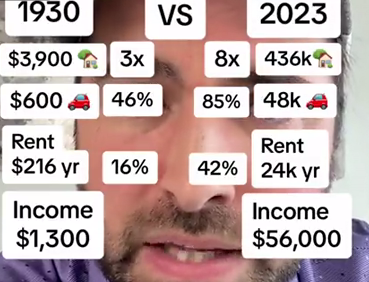 1930 VS 2023
$3,900 🏡 3x 8x 436k🏡
$600 🚗 46% 85% 48k 🚗
Rent
$216 yr 16% 42% Rent
24k yr
Income
$1,300
Income
$56,000